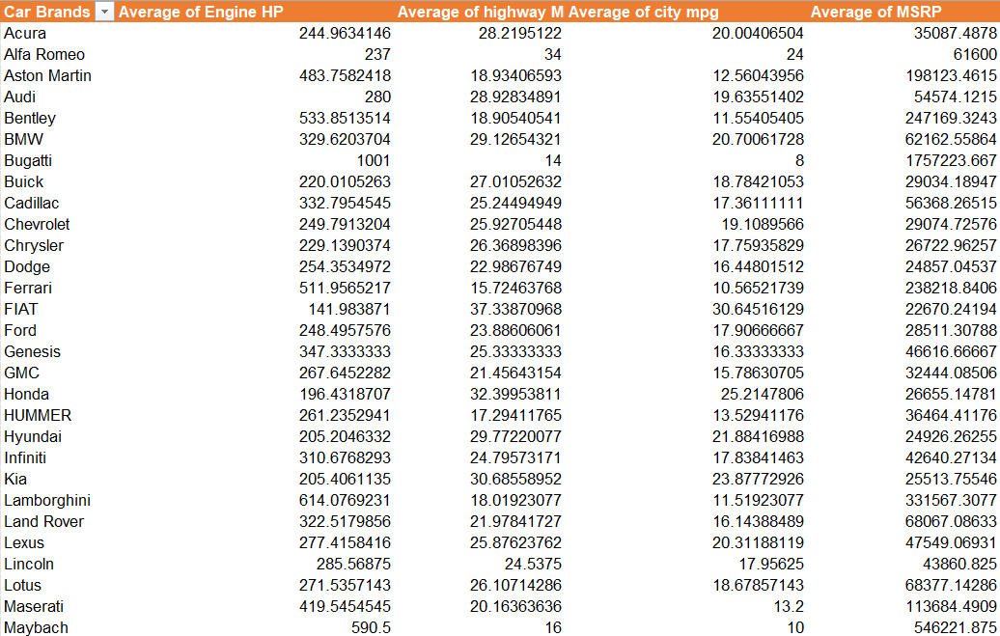 Car Brands Average of Engine HP Average of highway M Average of city mpg Average of MSRP
Acura 244.9634146 28.2195122 20.00406504 35087.4878
Alfa Romeo 237 34 24 61600
Aston Martin 483.7582418 18.93406593 12.56043956 198123.4615
Audi 280 28.92834891 19.63551402 54574.1215
Bentley 533.8513514 18.90540541 11.55405405 247169.3243
BMW 329.6203704 29.12654321 20.70061728 62162.55864
Bugatti 1001 14 8 1757223.667
Buick 220.0105263 27.01052632 18.78421053 29034.18947
Cadillac 332.7954545 25.24494949 17.36111111 56368.26515
Chevrolet 249.7913204 25.92705448 19.1089566 29074.72576
Chrysler 229.1390374 26.36898396 17.75935829 26722.96257
Dodge 254.3534972 22.98676749 16.44801512 24857.04537
Ferrari 511.9565217 15.72463768 10.56521739 238218.8406
FIAT 141.983871 37.33870968 30.64516129 22670.24194
Ford 248.4957576 23.88606061 17.90666667 28511.30788
Genesis 347.3333333 25.33333333 16.33333333 46616.66667
GMC 267.6452282 21.45643154 15.78630705 32444.08506
Honda 196.4318707 32.39953811 25.2147806 26655.14781
HUMMER 261.2352941 17.29411765 13.52941176 36464.41176
Hyundai 205.2046332 29.77220077 21.88416988 24926.26255
Infiniti 310.6768293 24.79573171 17.83841463 42640.27134
Kia 205.4061135 30.68558952 23.87772926 25513.75546
Lamborghini 614.0769231 18.01923077 11.51923077 331567.3077
Land Rover 322.5179856 21.97841727 16.14388489 68067.08633
Lexus 277.4158416 25.87623762 20.31188119 47549.06931
Lincoln 285.56875 24.5375 17.95625 43860.825
Lotus 271.5357143 26.10714286 18.67857143 68377.14286
Maserati 419.5454545 20.16363636 13.2 113684.4909
Maybach 590.5 16 10 546221.875